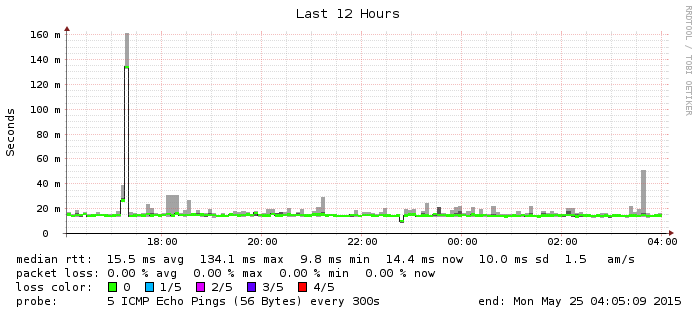 Last 12 Hours
RRDTOOL / TOBI OETIKER
Seconds
160 m
140 m
120 m
100 m
80 m
60 m
40 m
20 m
0
18:00 20:00 22:00 00:00 02:00 04:00
median rtt: 15.5 ms avg 134.1 ms max 9.8 ms min 14.4 ms now 10.0 ms sd 1.5 am/s
packet loss: 0.00 % avg 0.00 % max 0.00 % min 0.00 % now
loss color: 0 1/5 2/5 3/5 4/5
probe: 5 ICMP Echo Pings (56 Bytes) every 300s end: Mon May 25 04:05:09 2015